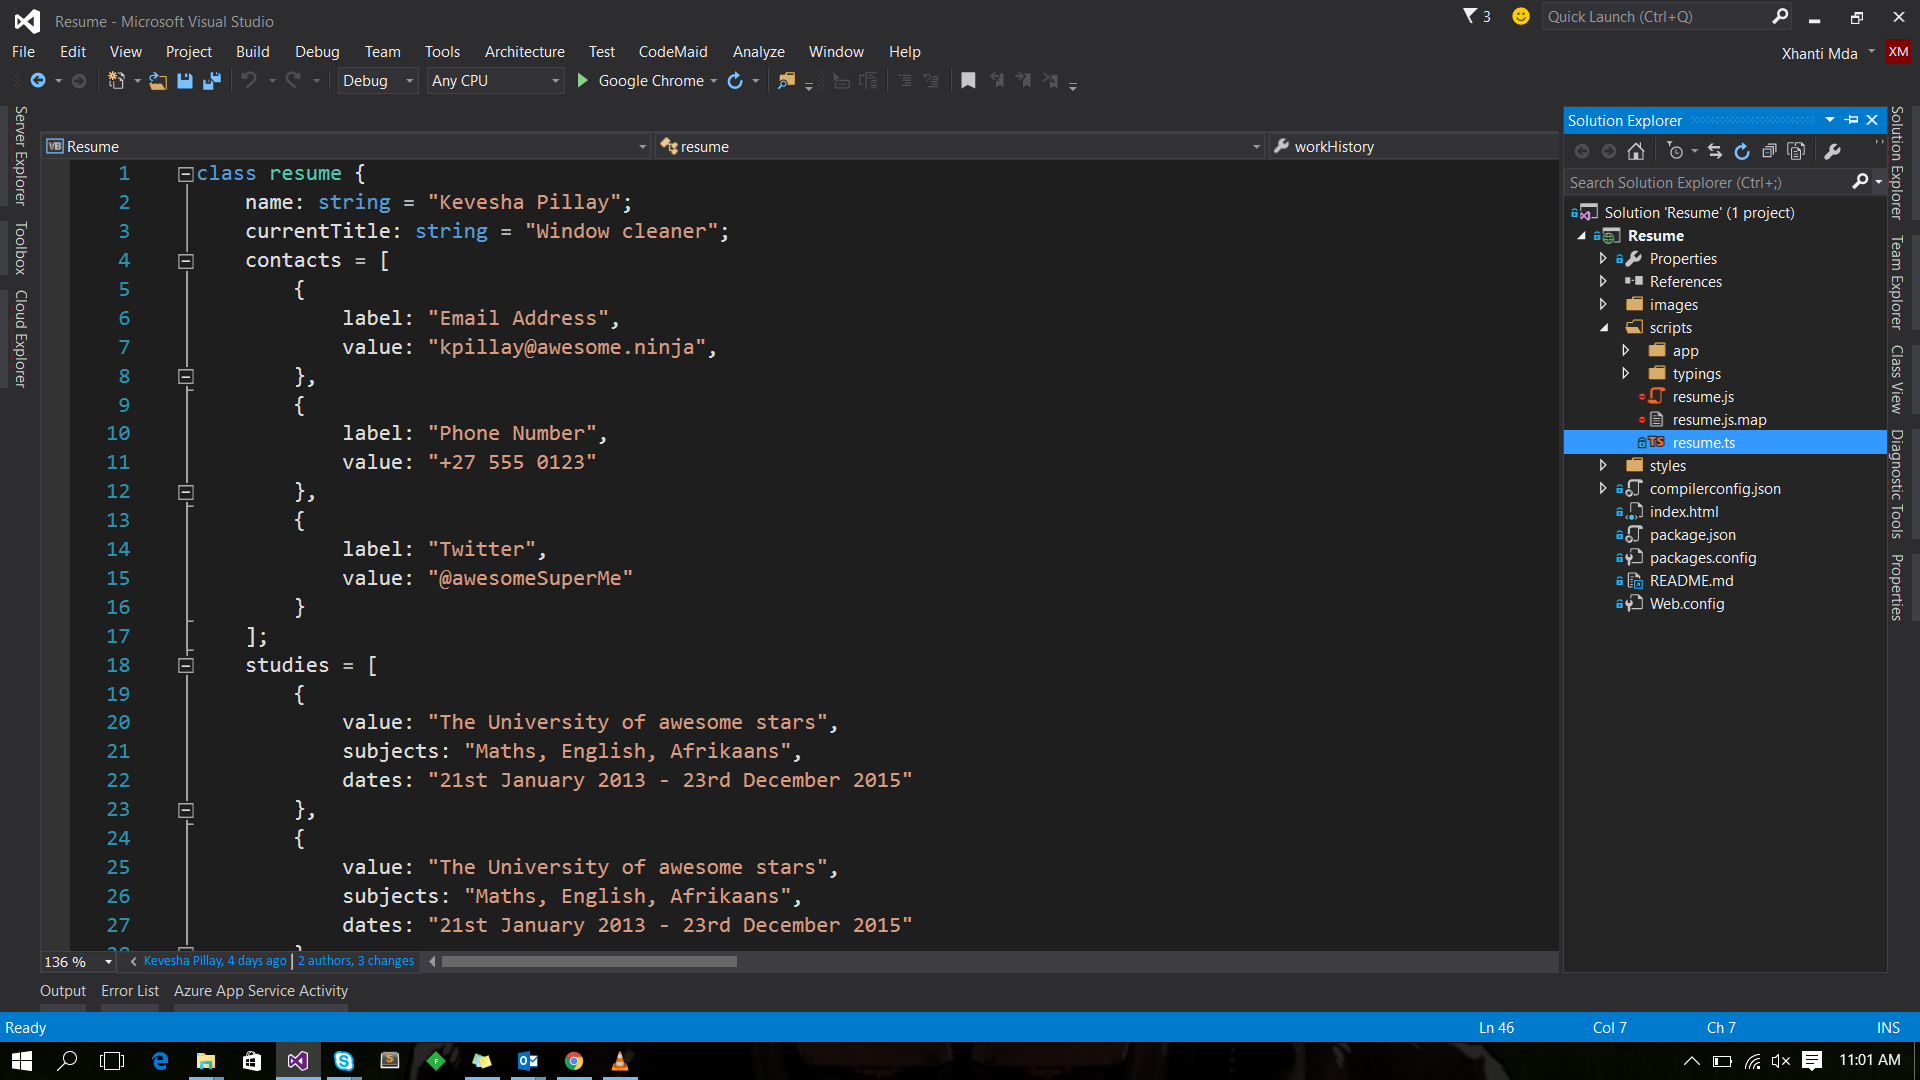 Resume - Microsoft Visual Studio
3
Quick Launch (Ctrl+Q)
File Edit View Project Build Debug Team Tools Architecture Test CodeMaid Analyze Window Help
Xhanti Mda XM
Debug Any CPU Google Chrome
Server Explorer
Toolbox
Cloud Explorer
Resume resume workHistory
1 class resume {
2 name: string = "Kevesha Pillay";
3 currentTitle: string = "Window cleaner";
4 contacts = [
5 {
6 label: "Email Address",
7 value: "kpillay@awesome.ninja",
8 },
9 {
10 label: "Phone Number",
11 value: "+27 555 0123"
12 },
13 {
14 label: "Twitter",
15 value: "@awesomeSuperMe"
16 }
17 ];
18 studies = [
19 {
20 value: "The University of awesome stars",
21 subjects: "Maths, English, Afrikaans",
22 dates: "21st January 2013 - 23rd December 2015"
23 },
24 {
25 value: "The University of awesome stars",
26 subjects: "Maths, English, Afrikaans",
27 dates: "21st January 2013 - 23rd December 2015"
136 % Kevesha Pillay, 4 days ago | 2 authors, 3 changes
Solution Explorer
Search Solution Explorer (Ctrl+;)
Solution 'Resume' (1 project)
Resume
Properties
References
images
scripts
app
typings
resume.js
resume.js.map
TS resume.ts
styles
compilerconfig.json
index.html
package.json
packages.config
README.md
Web.config
Solution Explorer
Team Explorer
Class View
Diagnostic Tools
Properties
Output Error List Azure App Service Activity
Ready Ln 46 Col 7 Ch 7 INS
11:01 AM